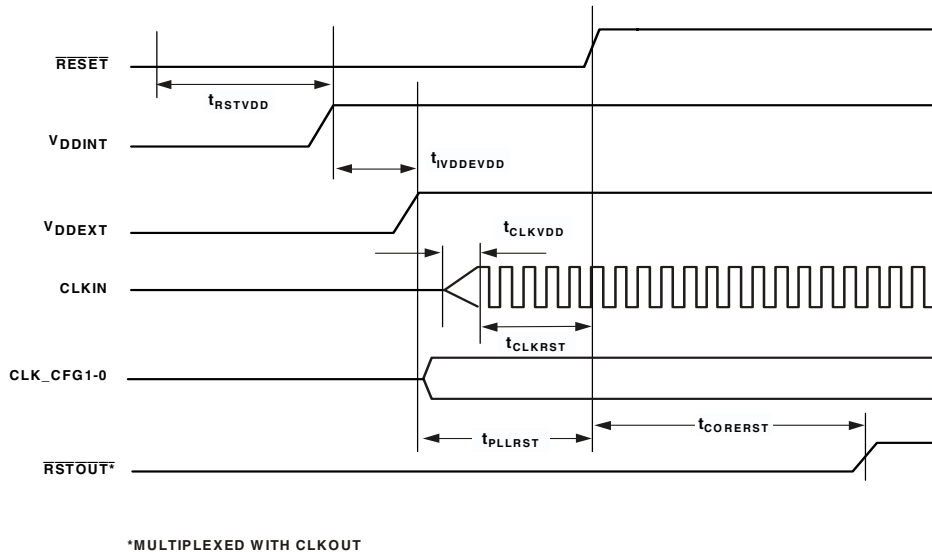 RESET
tRSTVDD
VDDINT
tIVDDEVDD
VDDEXT
tCLKVDD
CLKIN
tCLKRST
CLK_CFG1-0
tPLLRST
tCORERST
RSTOUT*
*MULTIPLEXED WITH CLKOUT